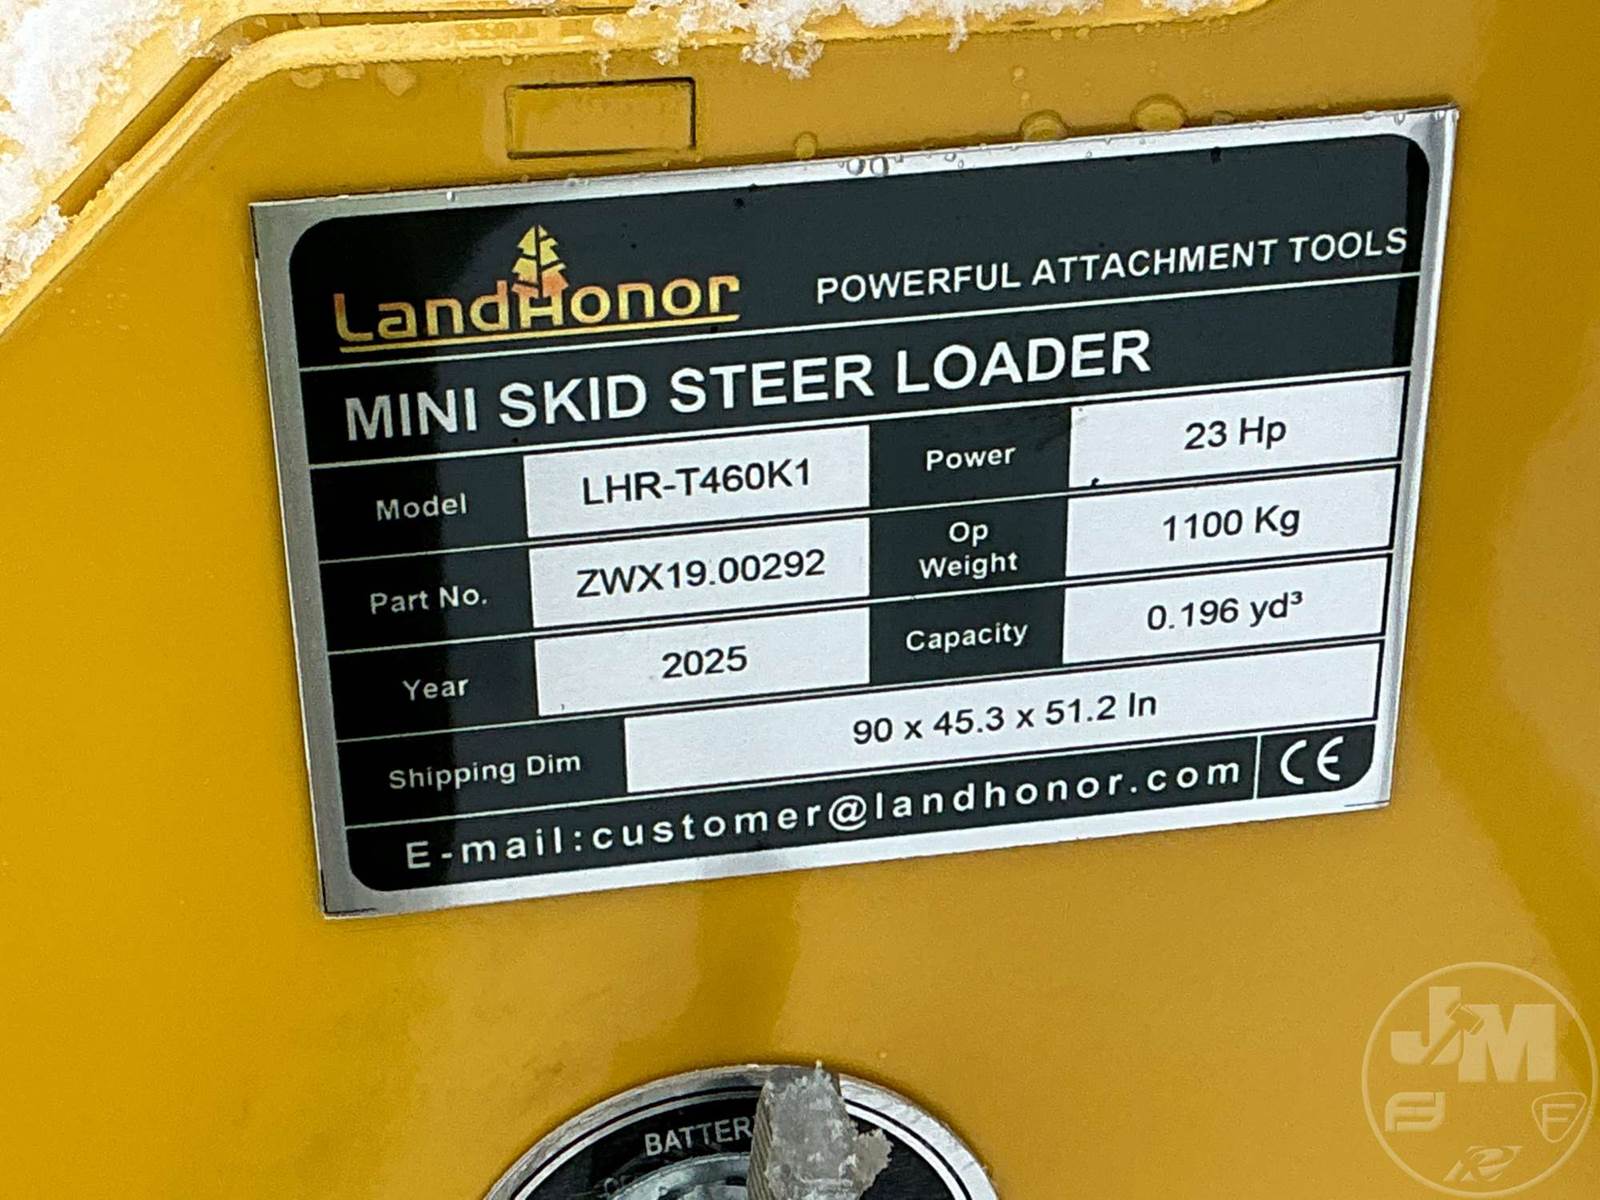 LandHonor
POWERFUL ATTACHMENT TOOLS
MINI SKID STEER LOADER
Model LHR-T460K1 Power 23 Hp
Part No. ZWX19.00292 Op Weight 1100 Kg
Year 2025 Capacity 0.196 yd³
Shipping Dim 90 x 45.3 x 51.2 In
E-mail:customer@landhonor.com CE
JM